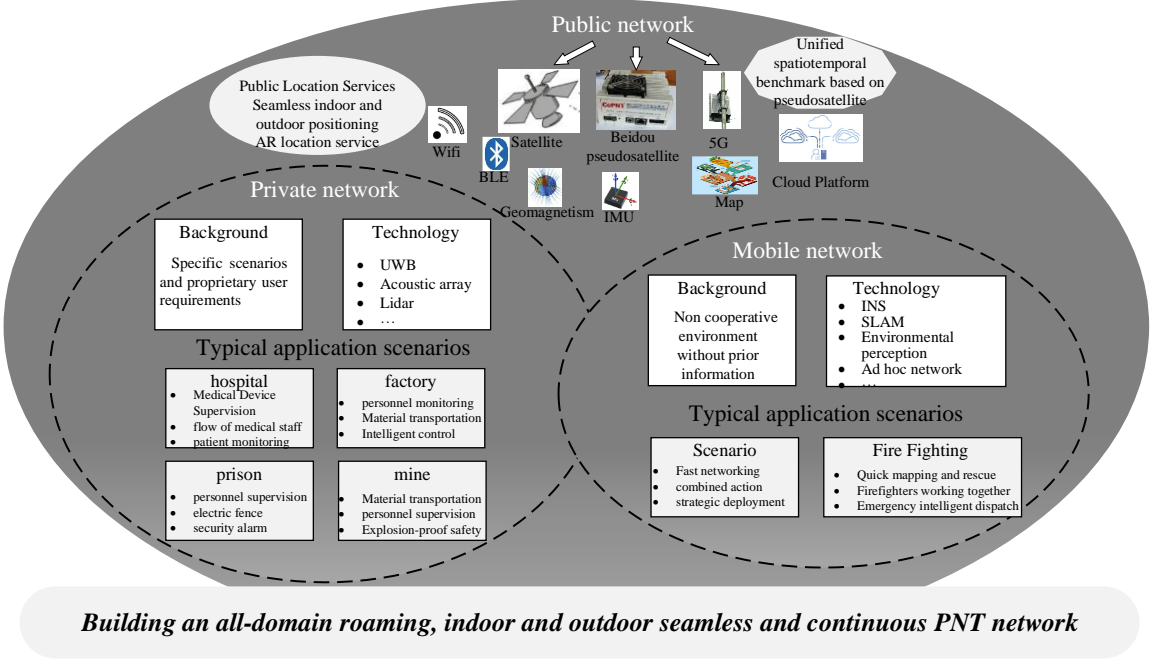 Public network
Public Location Services
Seamless indoor and
outdoor positioning
AR location service
Unified
spatiotemporal
benchmark based on
pseudosatellite
Wifi
Satellite
CoPNT
Beidou
pseudosatellite
5G
BLE
Geomagnetism
IMU
Map
Cloud Platform
Private network
Background
Specific scenarios
and proprietary user
requirements
Technology
• UWB
• Acoustic array
• Lidar
• …
Typical application scenarios
hospital
• Medical Device
Supervision
• flow of medical staff
• patient monitoring
factory
• personnel monitoring
• Material transportation
• Intelligent control
prison
• personnel supervision
• electric fence
• security alarm
mine
• Material transportation
• personnel supervision
• Explosion-proof safety
Mobile network
Background
Non cooperative
environment
without prior
information
Technology
• INS
• SLAM
• Environmental
perception
• Ad hoc network
• …
Typical application scenarios
Scenario
• Fast networking
• combined action
• strategic deployment
Fire Fighting
• Quick mapping and rescue
• Firefighters working together
• Emergency intelligent dispatch
Building an all-domain roaming, indoor and outdoor seamless and continuous PNT network